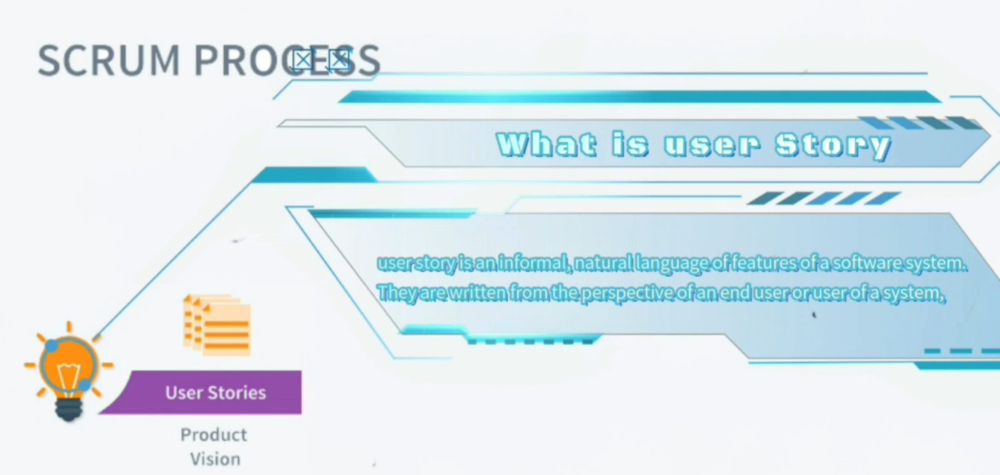 SCRUM PROCESS
What is user Story
user story is an informal, natural language of features of a software system.
They are written from the perspective of an end user or user of a system,
User Stories
Product
Vision